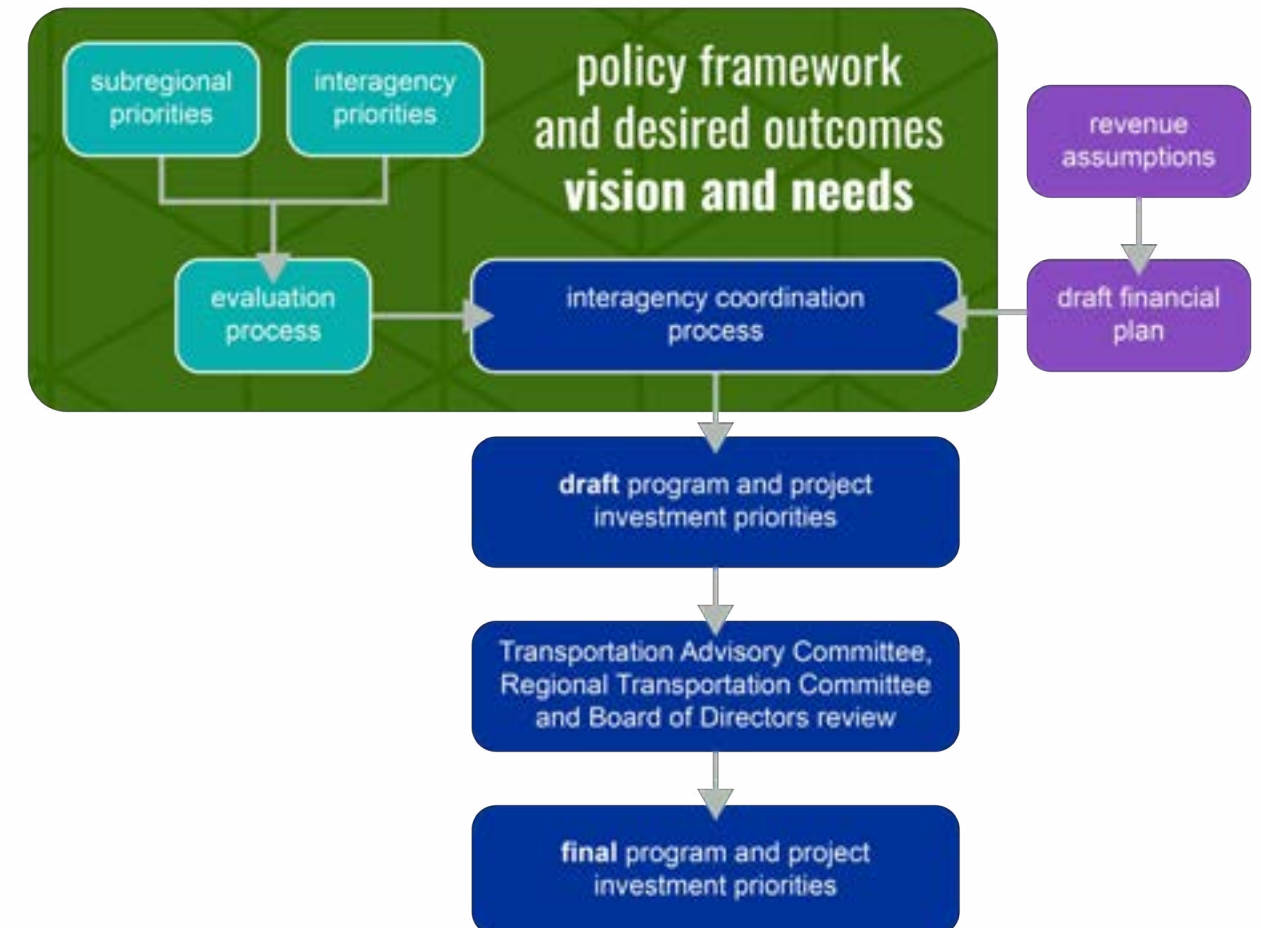 subregional
priorities
interagency
priorities
policy framework
and desired outcomes
vision and needs
revenue
assumptions
evaluation
process
interagency coordination
process
draft financial
plan
draft program and project
investment priorities
Transportation Advisory Committee,
Regional Transportation Committee
and Board of Directors review
final program and project
investment priorities